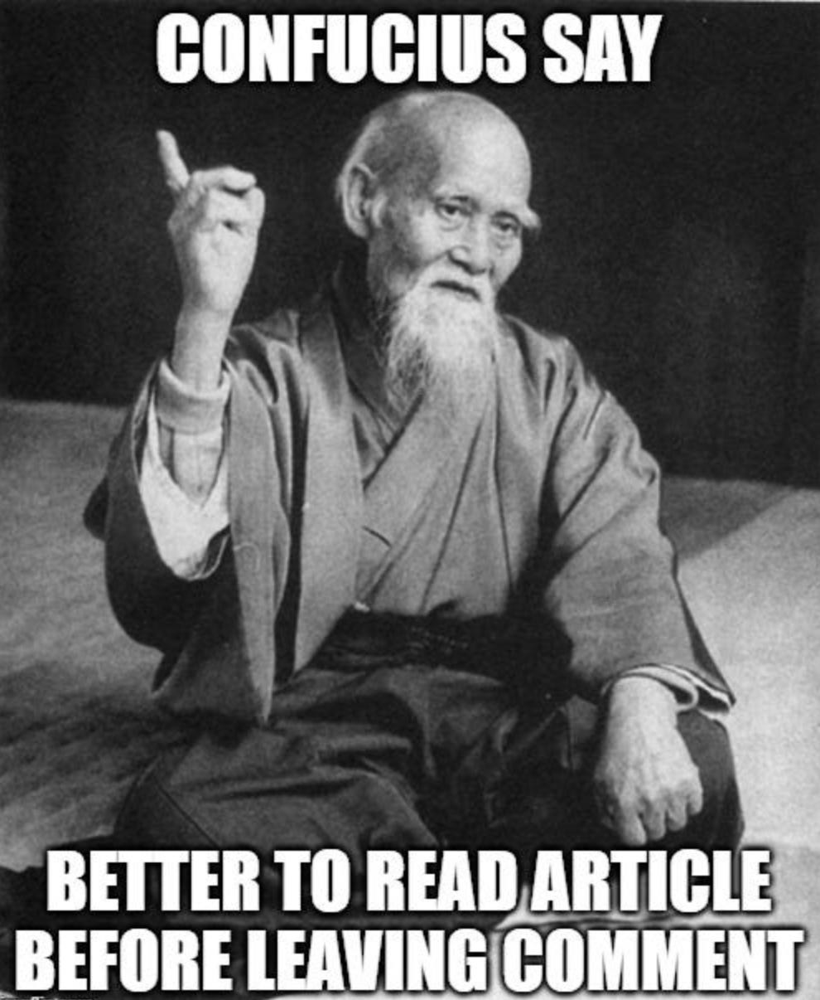 CONFUCIUS SAY
BETTER TO READ ARTICLE
BEFORE LEAVING COMMENT